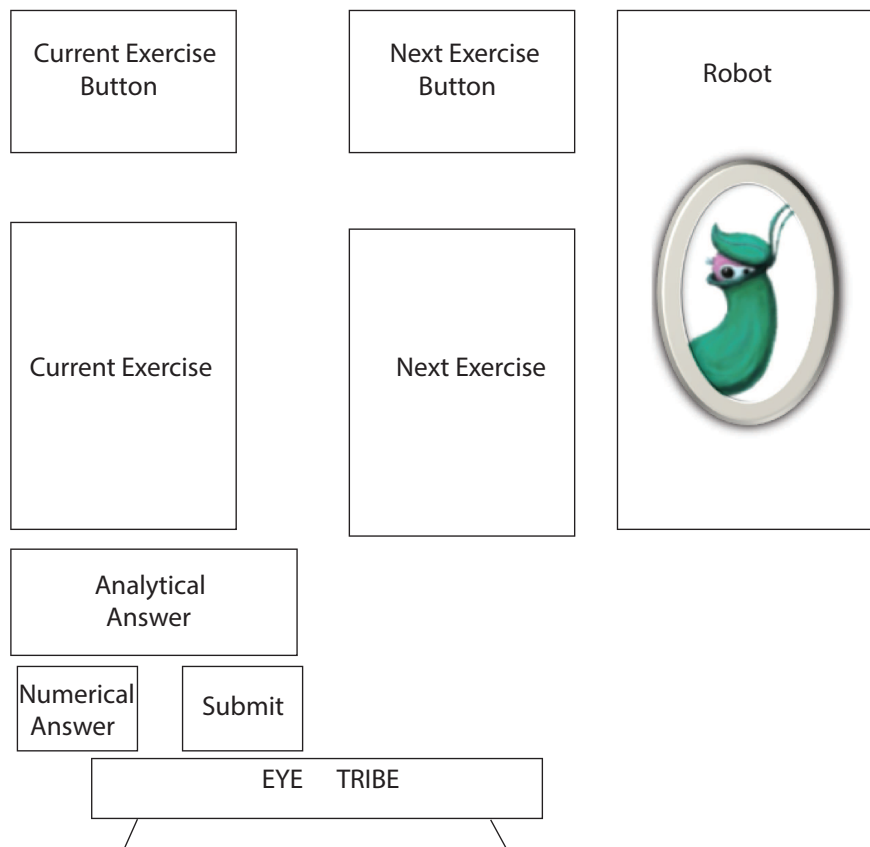 Current Exercise
Button
Next Exercise
Button
Robot
Current Exercise
Next Exercise
Analytical
Answer
Numerical
Answer
Submit
EYE TRIBE